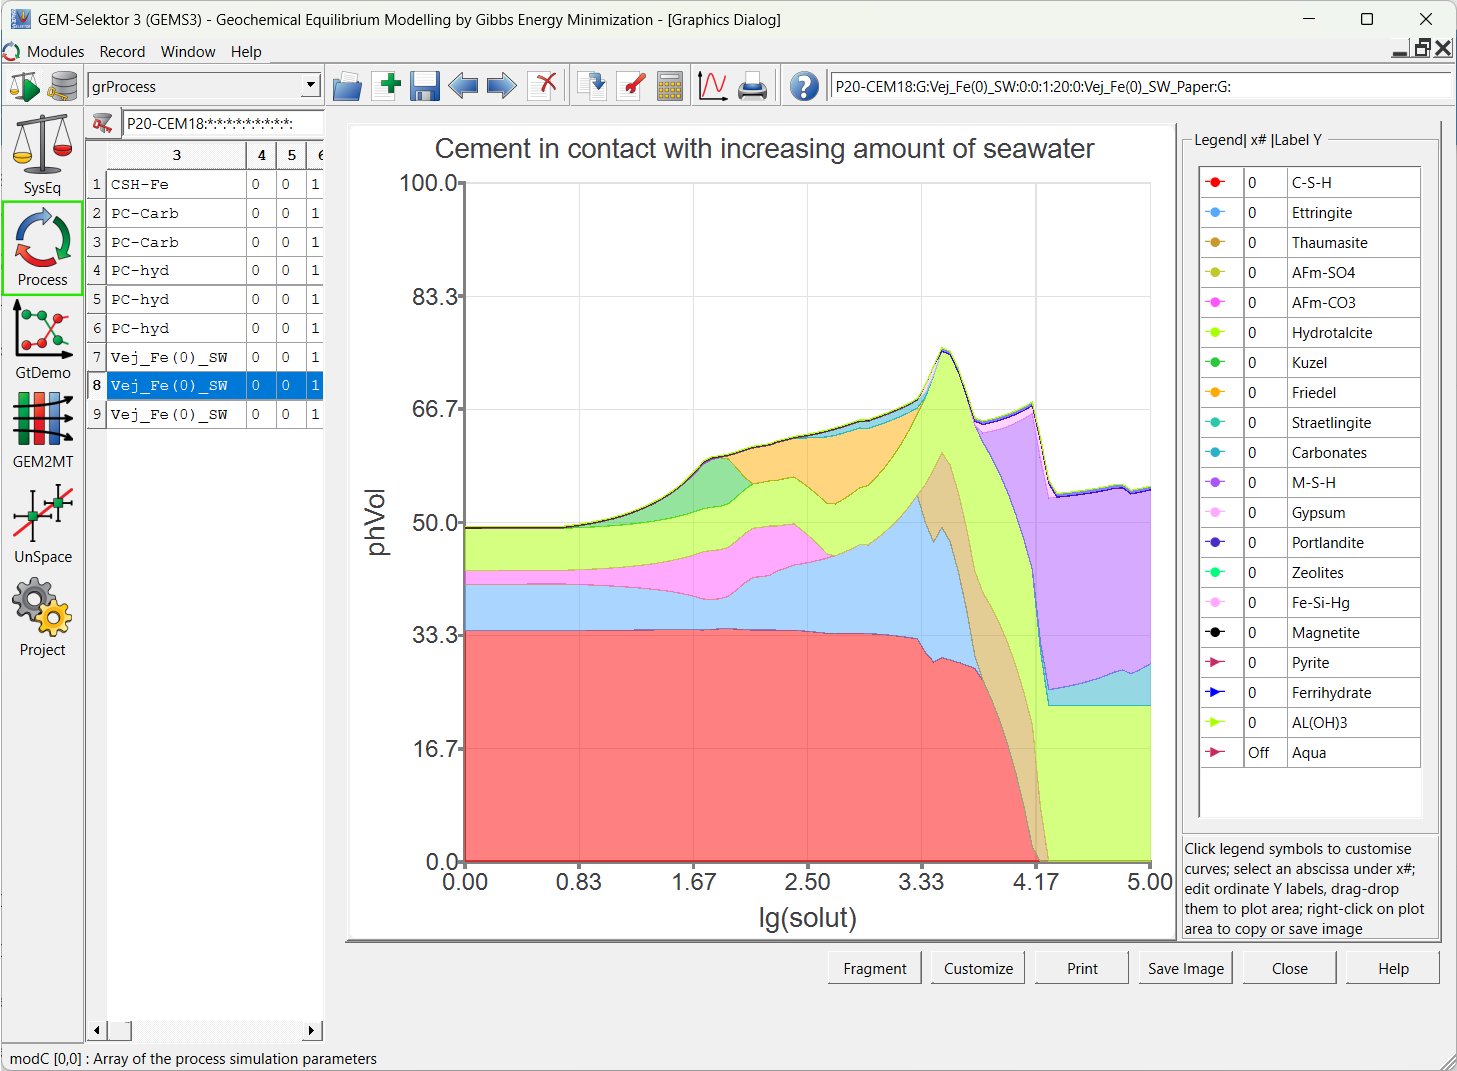 GEM-Selektor 3 (GEMS3) - Geochemical Equilibrium Modelling by Gibbs Energy Minimization - [Graphics Dialog]
Modules Record Window Help
grProcess
P20-CEM18:G:Vej_Fe(0)_SW:0:0:1:20:0:Vej_Fe(0)_SW_Paper:G:
P20-CEM18:*:*:*:*:*:*:*:*:*:
SysEq
Process
GtDemo
GEM2MT
UnSpace
Project
3 4 5 6
1 CSH-Fe 0 0 1
2 PC-Carb 0 0 1
3 PC-Carb 0 0 1
4 PC-hyd 0 0 1
5 PC-hyd 0 0 1
6 PC-hyd 0 0 1
7 Vej_Fe(0)_SW 0 0 1
8 Vej_Fe(0)_SW 0 0 1
9 Vej_Fe(0)_SW 0 0 1
Cement in contact with increasing amount of seawater
100.0
83.3
66.7
50.0
33.3
16.7
0.0
phVol
0.00 0.83 1.67 2.50 3.33 4.17 5.00
lg(solut)
Legend| x# |Label Y
0 C-S-H
0 Ettringite
0 Thaumasite
0 AFm-SO4
0 AFm-CO3
0 Hydrotalcite
0 Kuzel
0 Friedel
0 Straetlingite
0 Carbonates
0 M-S-H
0 Gypsum
0 Portlandite
0 Zeolites
0 Fe-Si-Hg
0 Magnetite
0 Pyrite
0 Ferrihydrate
0 AL(OH)3
Off Aqua
Click legend symbols to customise
curves; select an abscissa under x#;
edit ordinate Y labels, drag-drop
them to plot area; right-click on plot
area to copy or save image
Fragment Customize Print Save Image Close Help
modC [0,0] : Array of the process simulation parameters